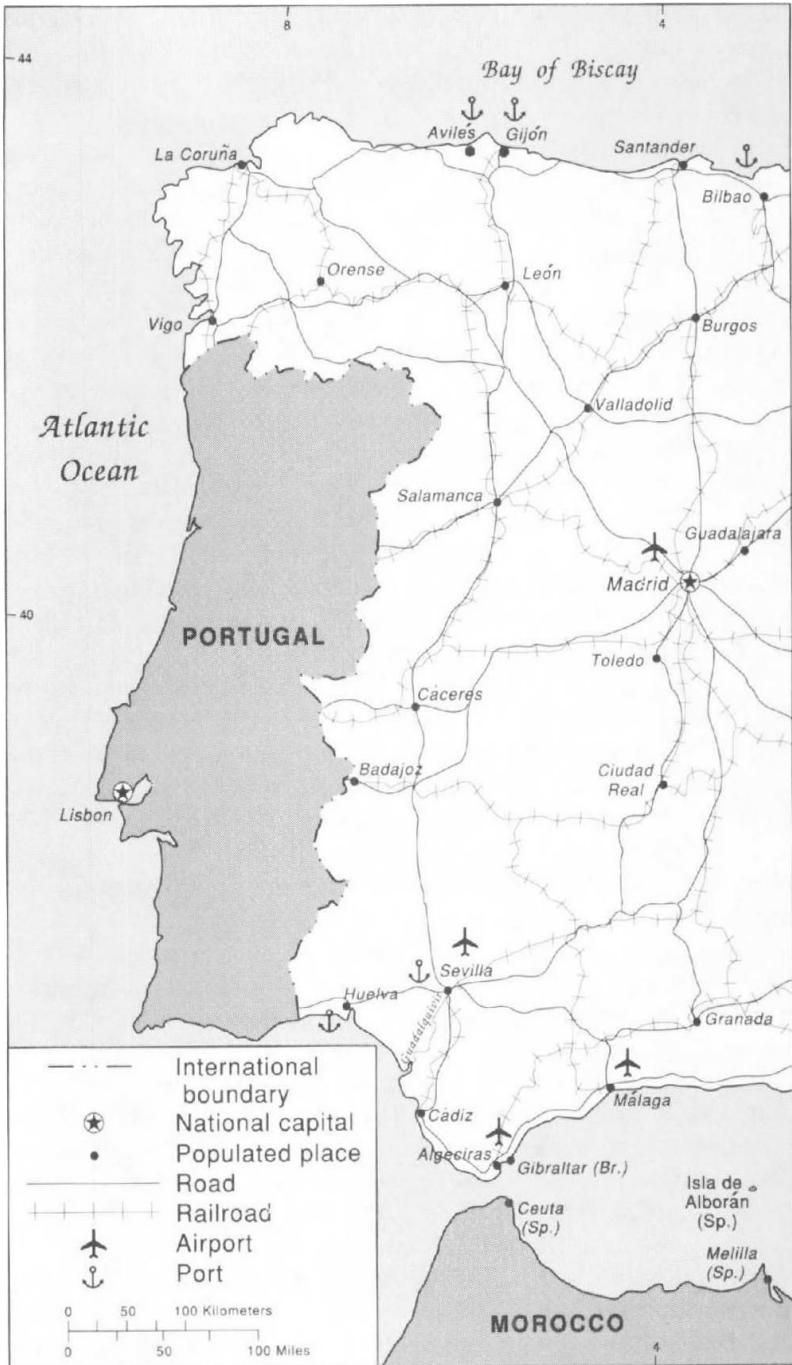 8
4
44
Bay of Biscay
Avilés
Gijón
La Coruña
Santander
Bilbao
Orense
León
Vigo
Burgos
Atlantic
Ocean
Valladolid
Salamanca
Guadalajara
Madrid
40
PORTUGAL
Toledo
Cáceres
Badajoz
Ciudad
Real
Lisbon
Sevilla
Huelva
Guadalquivir
Granada
Málaga
Cádiz
Algeciras
Gibraltar (Br.)
Isla de
Alborán
(Sp.)
Ceuta
(Sp.)
Melilla
(Sp.)
MOROCCO
4
International
boundary
National capital
Populated place
Road
Railroad
Airport
Port
0 50 100 Kilometers
0 50 100 Miles